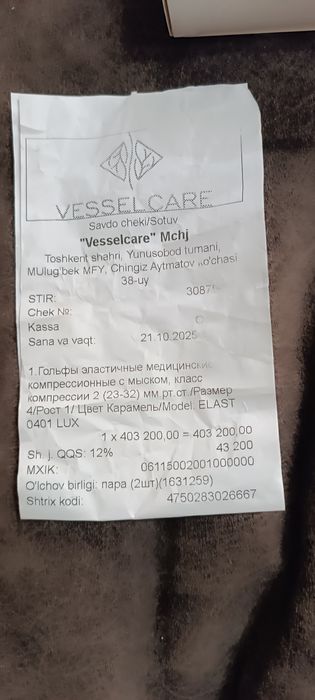 VESSELCARE
Savdo cheki/Sotuv
"Vesselcare" Mchj
Toshkent shahri, Yunusobod tumani,
MUlug'bek MFY, Chingiz Aytmatov ko'chasi
38-uy
STIR:
Chek №:
Kassa
Sana va vaqt: 21.10.2025
1. Гольфы эластичные медицинские
компрессионные с мыском, класс
компрессии 2 (23-32) мм.рт.ст./Размер
4/Рост 1/ Цвет Карамель/Model: ELAST
0401 LUX
1 x 403 200,00 = 403 200,00
Sh. j. QQS: 12% 43 200
MXIK: 06115002001000000
O'lchov birligi: пара (2шт)(1631259)
Shtrix kodi: 4750283026667